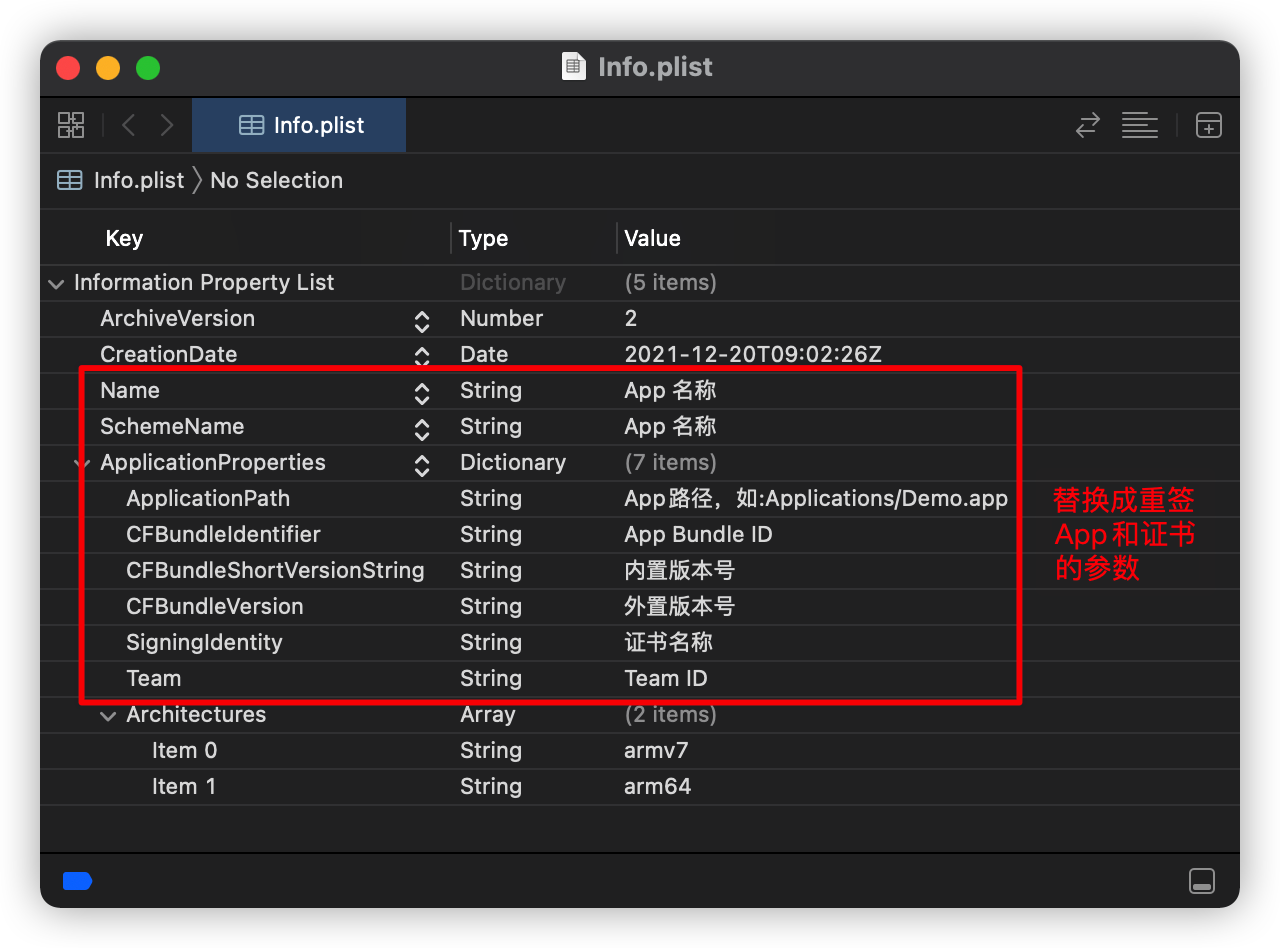 Info.plist
Info.plist
Info.plist No Selection
Key Type Value
Information Property List Dictionary (5 items)
ArchiveVersion Number 2
CreationDate Date 2021-12-20T09:02:26Z
Name String App 名称
SchemeName String App 名称
ApplicationProperties Dictionary (7 items)
ApplicationPath String App路径，如:Applications/Demo.app
CFBundleIdentifier String App Bundle ID
CFBundleShortVersionString String 内置版本号
CFBundleVersion String 外置版本号
SigningIdentity String 证书名称
Team String Team ID
Architectures Array (2 items)
Item 0 String armv7
Item 1 String arm64
替换成重签
App和证书
的参数